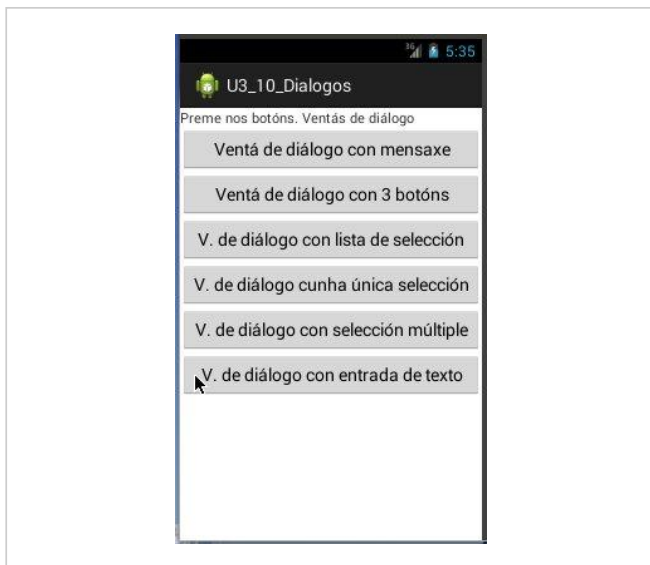 3G 5:35
U3_10_Dialogos
Preme nos botóns. Ventás de diálogo
Ventá de diálogo con mensaxe
Ventá de diálogo con 3 botóns
V. de diálogo con lista de selección
V. de diálogo cunha única selección
V. de diálogo con selección múltiple
V. de diálogo con entrada de texto